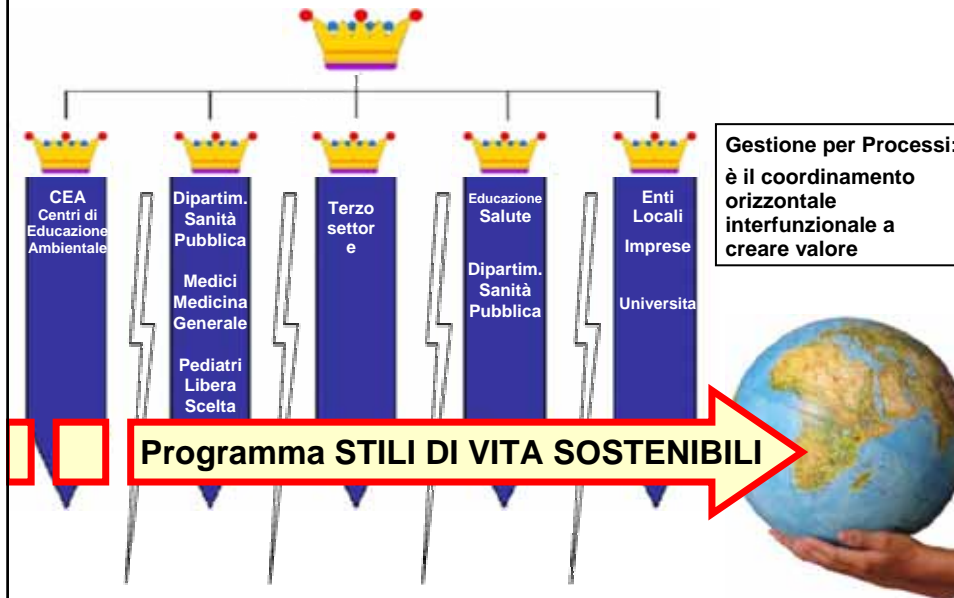 CEA
Centri di
Educazione
Ambientale
Dipartim.
Sanità
Pubblica
Medici
Medicina
Generale
Pediatri
Libera
Scelta
Terzo
settor
e
Educazione
Salute
Dipartim.
Sanità
Pubblica
Enti
Locali
Imprese
Universita
Gestione per Processi:
è il coordinamento
orizzontale
interfunzionale a
creare valore
Programma STILI DI VITA SOSTENIBILI